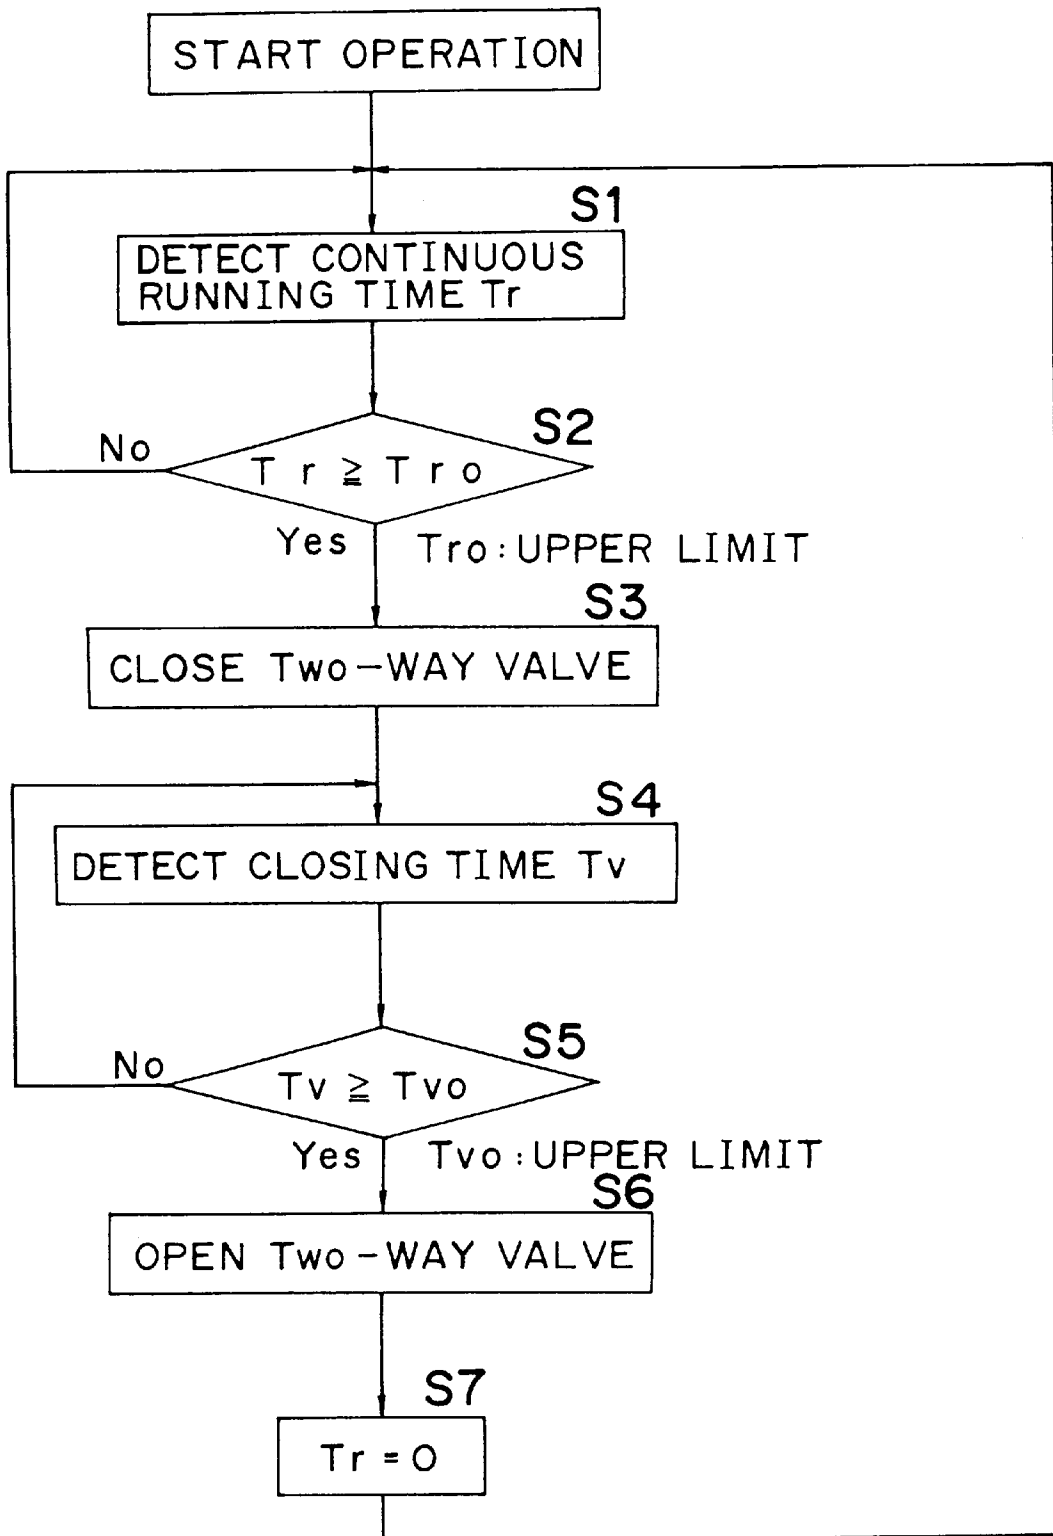 START OPERATION
S1
DETECT CONTINUOUS
RUNNING TIME Tr
S2
No
Tr ≧ Tro
Yes
Tro : UPPER LIMIT
S3
CLOSE Two-WAY VALVE
S4
DETECT CLOSING TIME Tv
S5
No
Tv ≧ Tvo
Yes
Tvo : UPPER LIMIT
S6
OPEN Two-WAY VALVE
S7
Tr = 0